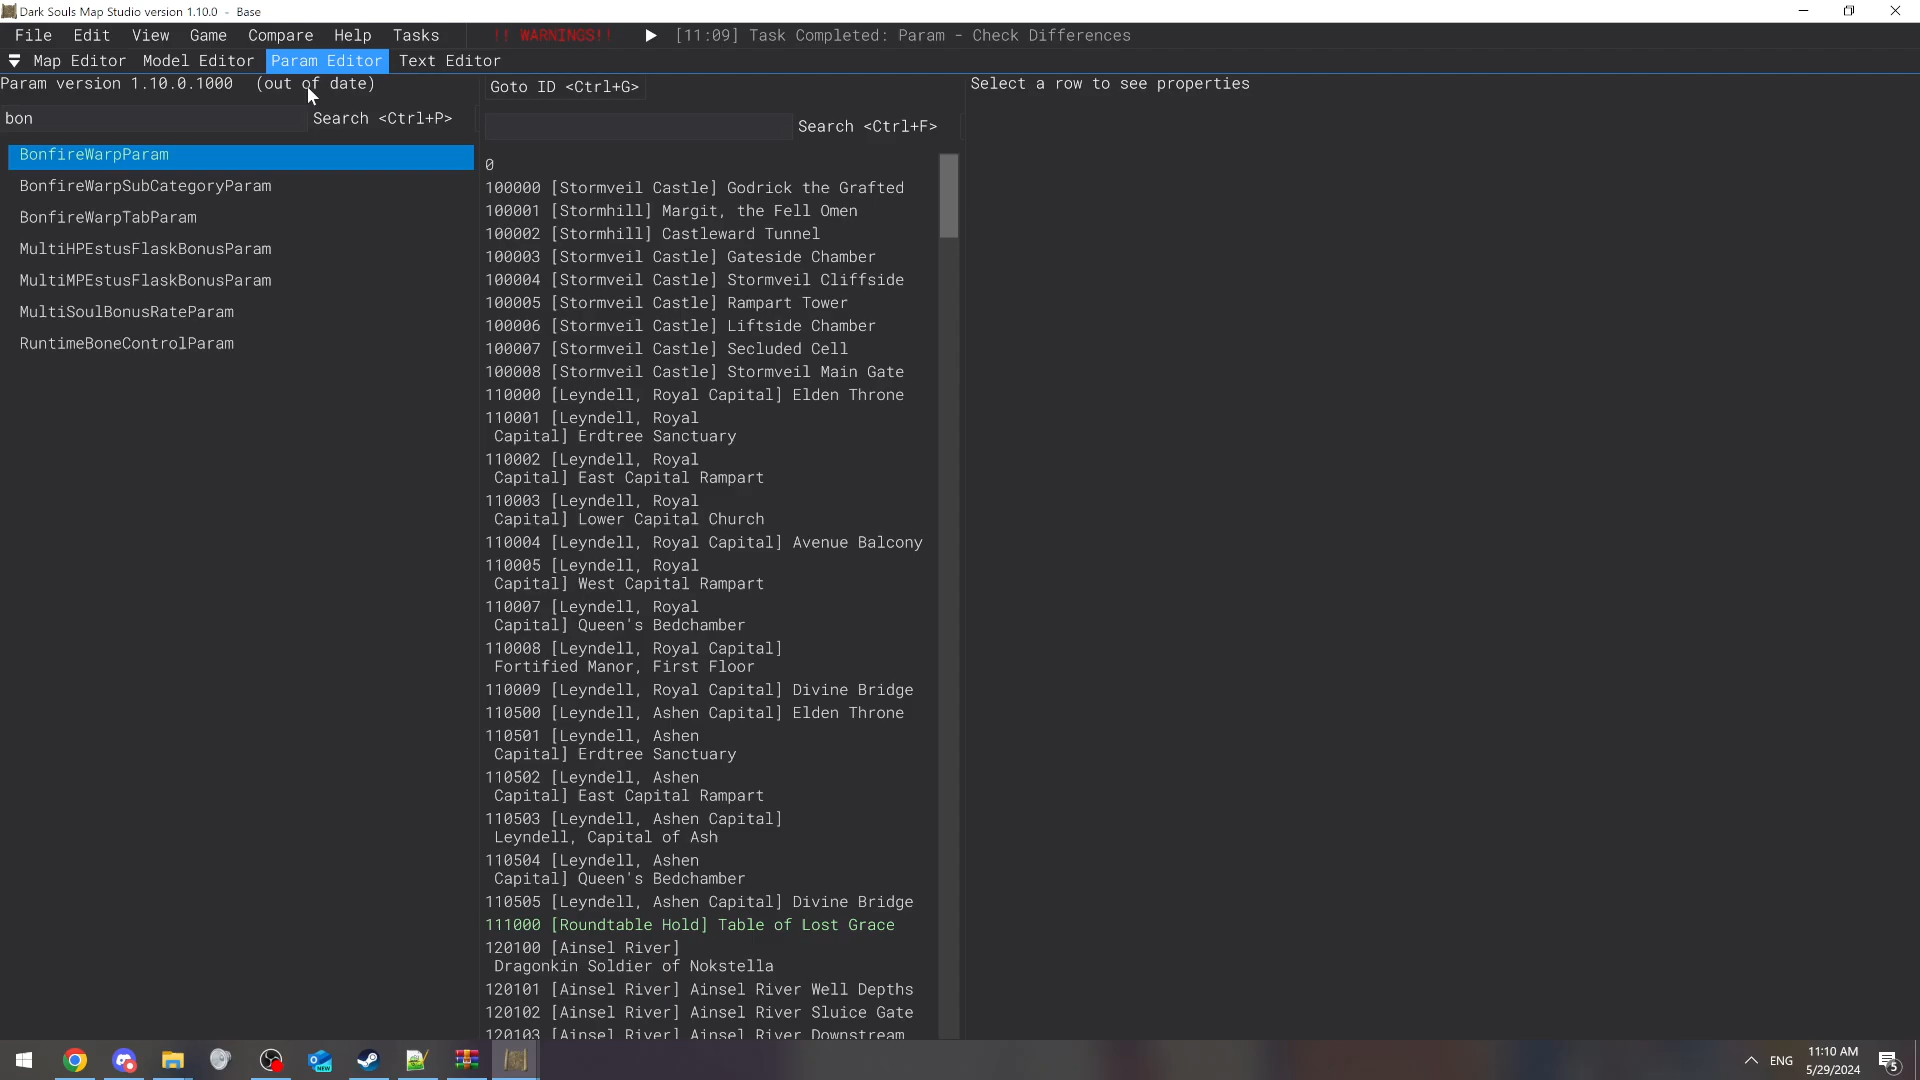 Dark Souls Map Studio version 1.10.0 - Base
File Edit View Game Compare Help Tasks !! WARNINGS!! [11:09] Task Completed: Param - Check Differences
Map Editor Model Editor Param Editor Text Editor
Param version 1.10.0.1000 (out of date)
bon Search <Ctrl+P>
BonfireWarpParam
BonfireWarpSubCategoryParam
BonfireWarpTabParam
MultiHPEstusFlaskBonusParam
MultiMPEstusFlaskBonusParam
MultiSoulBonusRateParam
RuntimeBoneControlParam
Goto ID <Ctrl+G>
Search <Ctrl+F>
0
100000 [Stormveil Castle] Godrick the Grafted
100001 [Stormhill] Margit, the Fell Omen
100002 [Stormhill] Castleward Tunnel
100003 [Stormveil Castle] Gateside Chamber
100004 [Stormveil Castle] Stormveil Cliffside
100005 [Stormveil Castle] Rampart Tower
100006 [Stormveil Castle] Liftside Chamber
100007 [Stormveil Castle] Secluded Cell
100008 [Stormveil Castle] Stormveil Main Gate
110000 [Leyndell, Royal Capital] Elden Throne
110001 [Leyndell, Royal
Capital] Erdtree Sanctuary
110002 [Leyndell, Royal
Capital] East Capital Rampart
110003 [Leyndell, Royal
Capital] Lower Capital Church
110004 [Leyndell, Royal Capital] Avenue Balcony
110005 [Leyndell, Royal
Capital] West Capital Rampart
110007 [Leyndell, Royal
Capital] Queen's Bedchamber
110008 [Leyndell, Royal Capital]
Fortified Manor, First Floor
110009 [Leyndell, Royal Capital] Divine Bridge
110500 [Leyndell, Ashen Capital] Elden Throne
110501 [Leyndell, Ashen
Capital] Erdtree Sanctuary
110502 [Leyndell, Ashen
Capital] East Capital Rampart
110503 [Leyndell, Ashen Capital]
Leyndell, Capital of Ash
110504 [Leyndell, Ashen
Capital] Queen's Bedchamber
110505 [Leyndell, Ashen Capital] Divine Bridge
111000 [Roundtable Hold] Table of Lost Grace
120100 [Ainsel River]
Dragonkin Soldier of Nokstella
120101 [Ainsel River] Ainsel River Well Depths
120102 [Ainsel River] Ainsel River Sluice Gate
120103 [Ainsel River] Ainsel River Downstream
Select a row to see properties
NEW
ENG
11:10 AM
5/29/2024
5